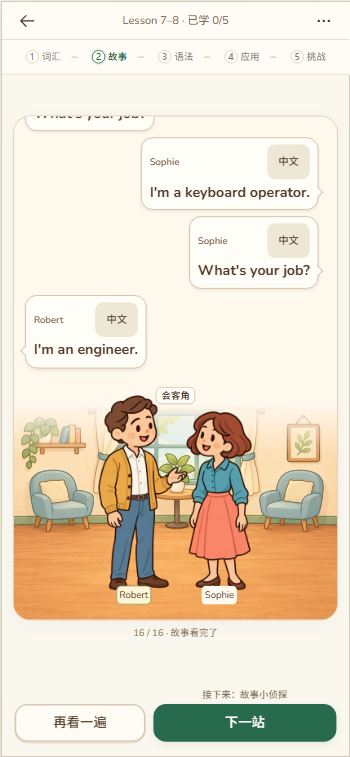 Lesson 7–8 · 已学 0/5
1 词汇 – 2 故事 – 3 语法 – 4 应用 – 5 挑战
What's your job?
Sophie 中文
I'm a keyboard operator.
Sophie 中文
What's your job?
Robert 中文
I'm an engineer.
会客角
Robert Sophie
16 / 16 · 故事看完了
接下来：故事小侦探
再看一遍 下一站